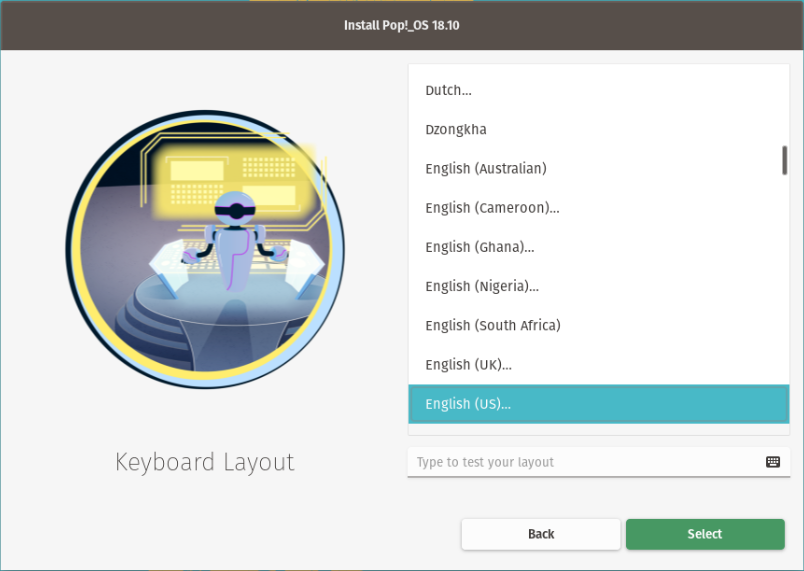 Install Pop!_OS 18.10
Dutch...
Dzongkha
English (Australian)
English (Cameroon)...
English (Ghana)...
English (Nigeria)...
English (South Africa)
English (UK)...
English (US)...
Keyboard Layout
Type to test your layout
Back
Select